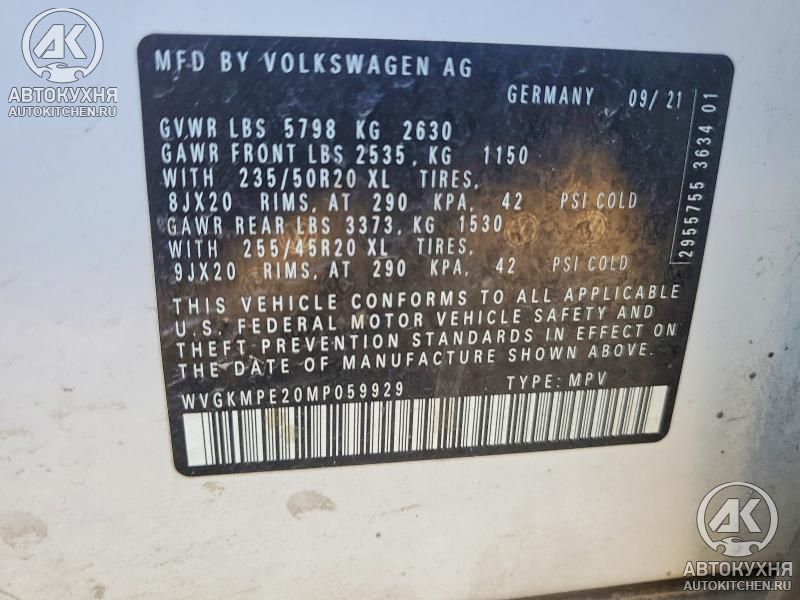 АК
АВТОКУХНЯ
AUTOKITCHEN.RU
MFD BY VOLKSWAGEN AG
GERMANY 09/21
GVWR LBS 5798 KG 2630
GAWR FRONT LBS 2535, KG 1150
WITH 235/50R20 XL TIRES,
8JX20 RIMS, AT 290 KPA, 42 PSI COLD
GAWR REAR LBS 3373, KG 1530
WITH 255/45R20 XL TIRES,
9JX20 RIMS, AT 290 KPA, 42 PSI COLD
THIS VEHICLE CONFORMS TO ALL APPLICABLE
U.S. FEDERAL MOTOR VEHICLE SAFETY AND
THEFT-PREVENTION STANDARDS IN EFFECT ON
THE DATE OF MANUFACTURE SHOWN ABOVE.
WVGKMPE20MP059929 TYPE: MPV
2955755 3634 01
АК
АВТОКУХНЯ
AUTOKITCHEN.RU